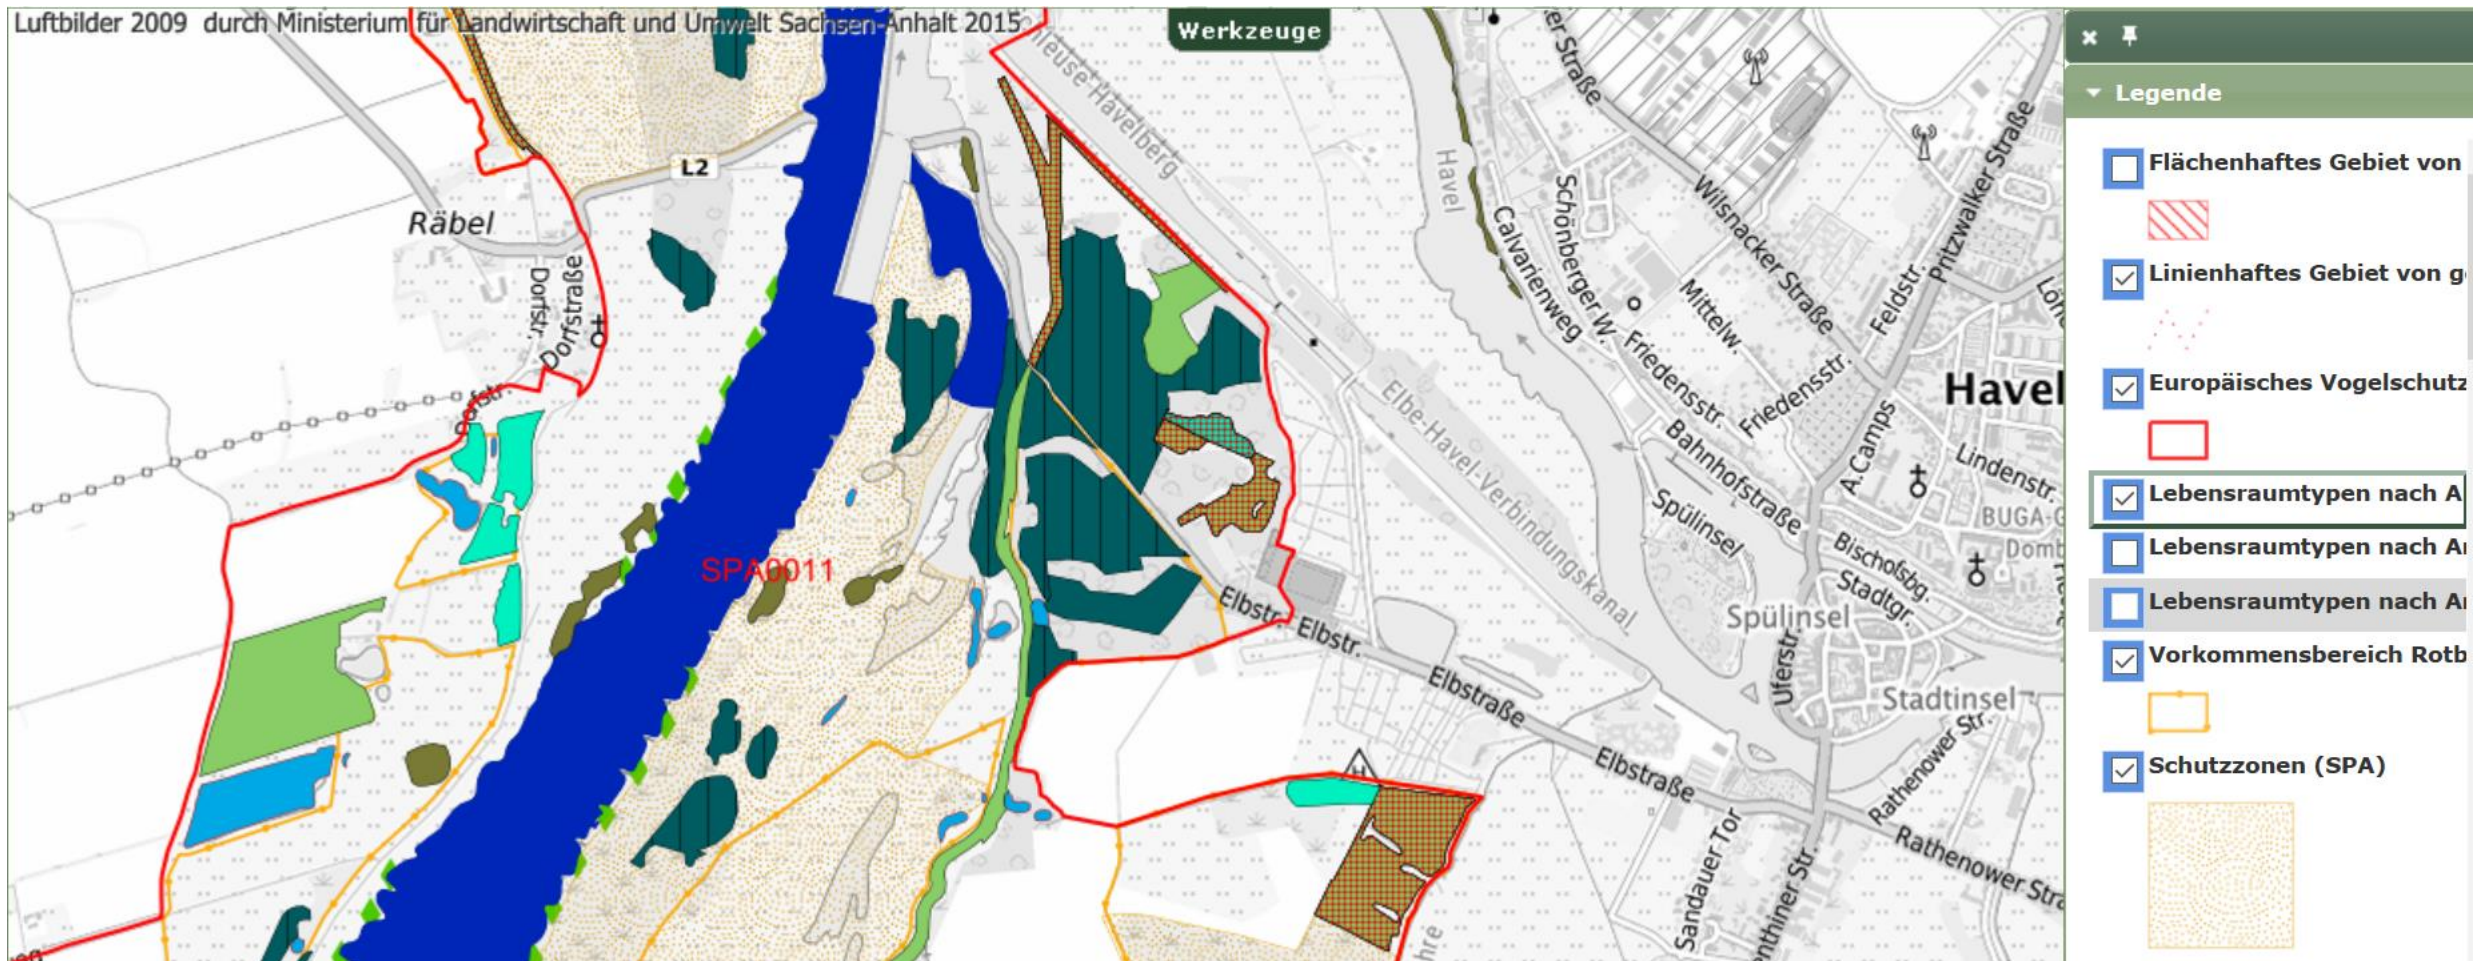 Luftbilder 2009 durch Ministerium für Landwirtschaft und Umwelt Sachsen-Anhalt 2015
Werkzeuge
Legende
Flächenhaftes Gebiet von
Linienhaftes Gebiet von g
Europäisches Vogelschutz
Lebensraumtypen nach A
Lebensraumtypen nach A
Lebensraumtypen nach A
Vorkommensbereich Rotb
Schutzzonen (SPA)
L2
Räbel
Dorfstr.
Dorfstraße
SPA0011
Havel
Calvarienweg
Schönberger W.
Wilsnacker Straße
Pritzwalker Straße
Feldstr.
Mittelw.
Friedensstr.
Friedensstr.
Havel
A.Camps
Lindenstr.
BUGA-G
Bahnhofstraße
Spülinsel
Bischofsbg.
Stadtgr.
Domb
Elbe-Havel-Verbindungskanal
Spülinsel
Uferstr.
Stadtinsel
Elbstr.
Elbstr.
Elbstraße
Elbstraße
Rathenower Str.
Rathenower Stra
Sandauer Tor
enthiner Str.
H